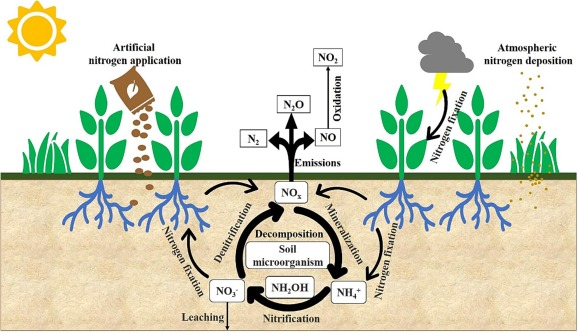 Artificial
nitrogen application
NO₂
Atmospheric
nitrogen deposition
Oxidation
N₂O
N₂
NO
Nitrogen fixation
Emissions
NOₓ
Denitrification
Decomposition
Mineralization
Soil
microorganism
Nitrogen fixation
Nitrogen fixation
NO₃⁻
NH₂OH
NH₄⁺
Nitrification
Leaching